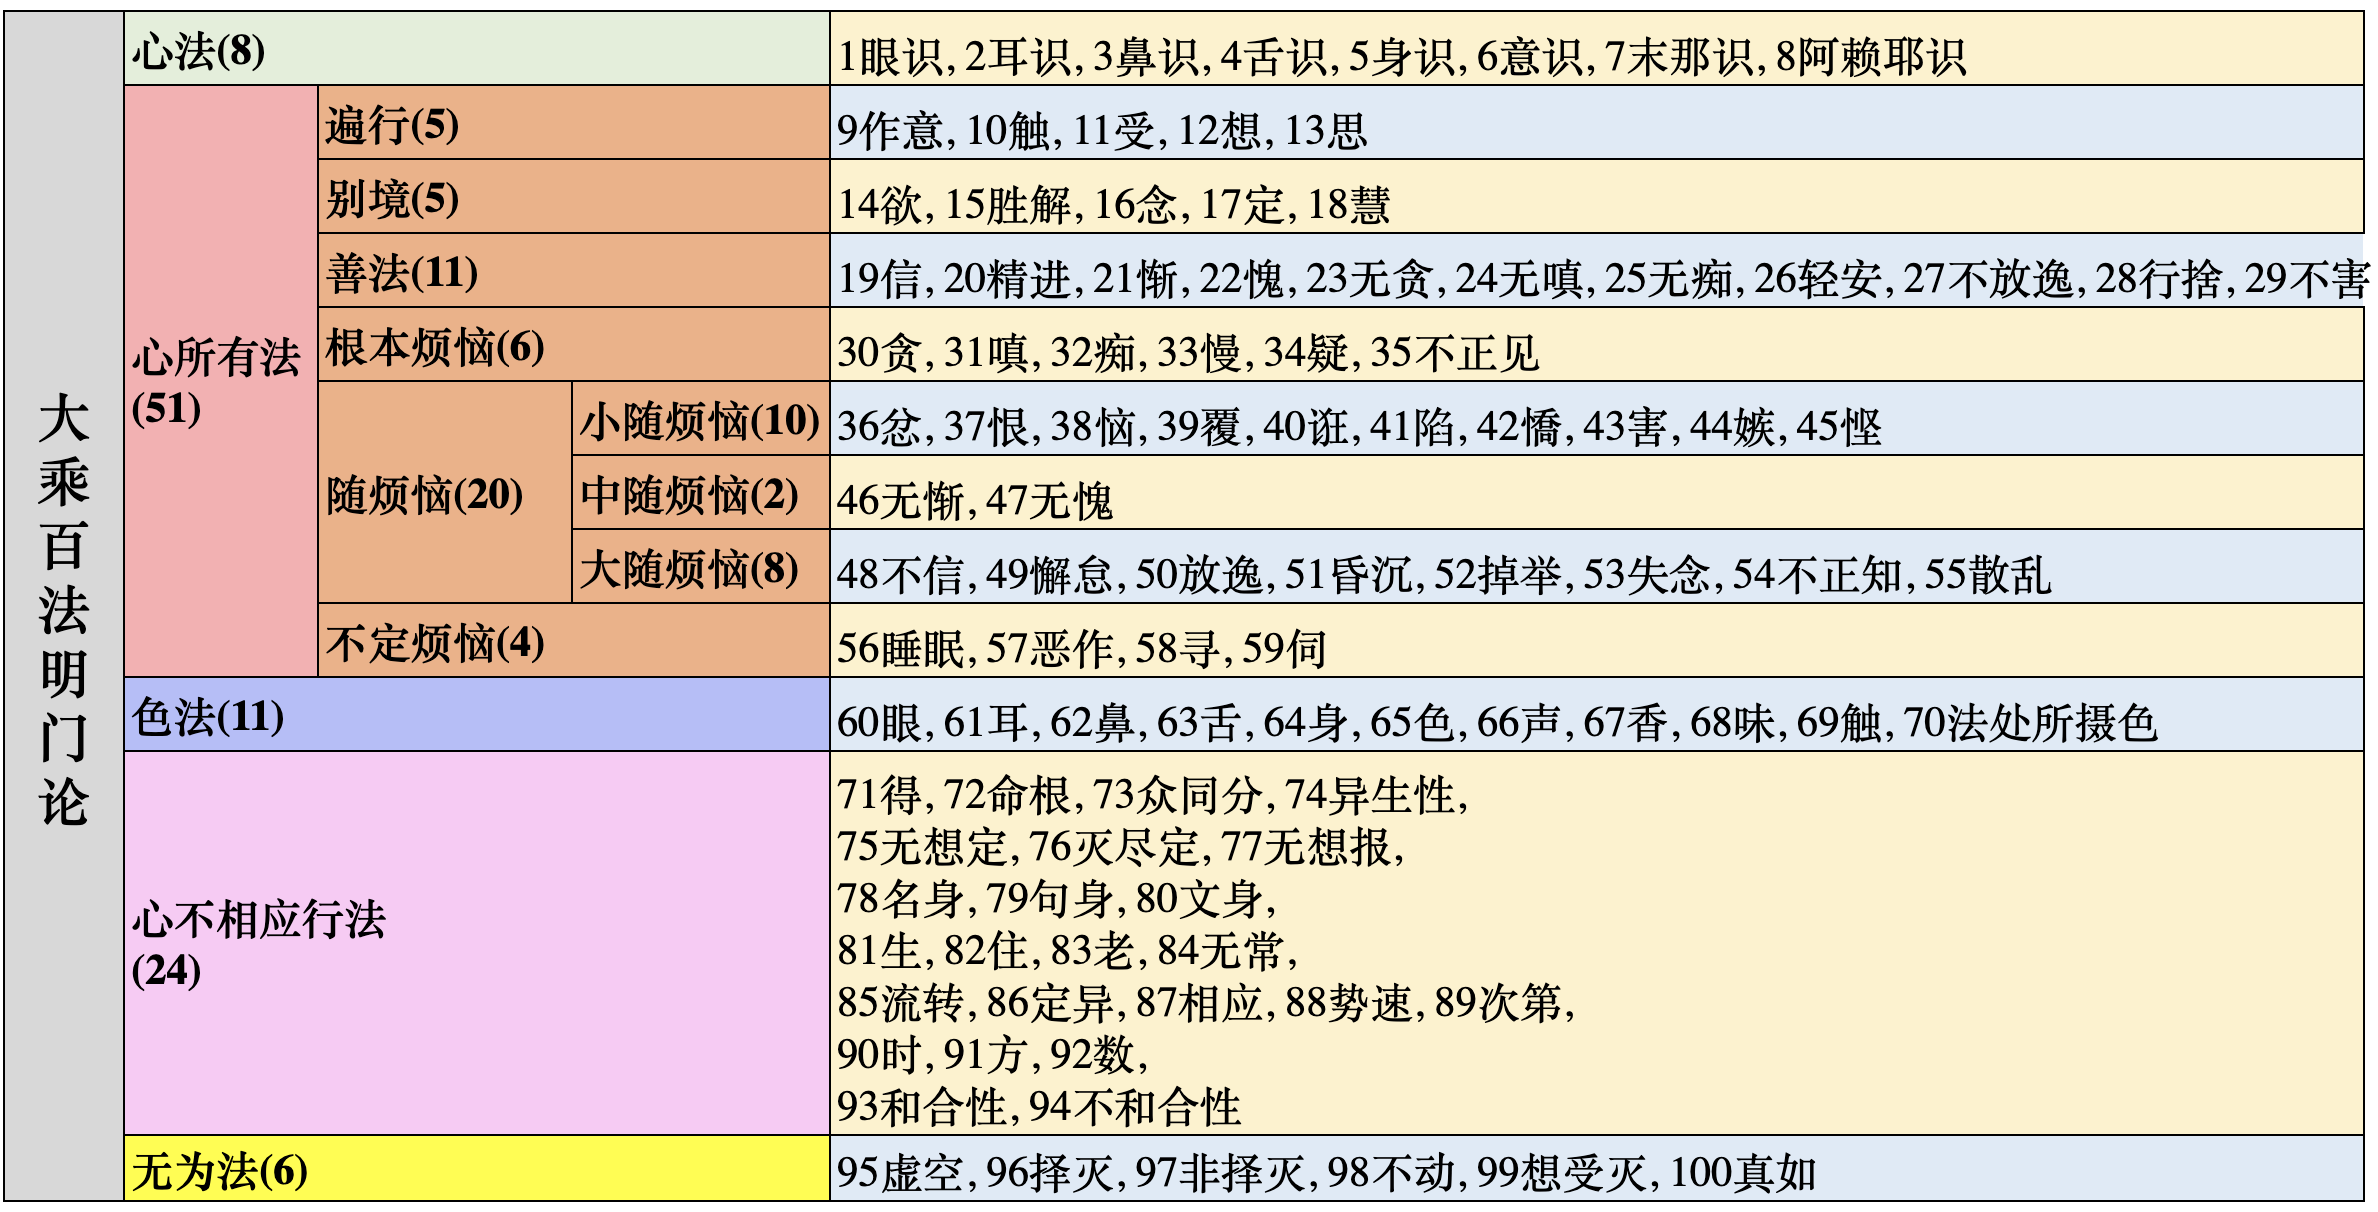 大乘百法明门论
心法(8)
1眼识, 2耳识, 3鼻识, 4舌识, 5身识, 6意识, 7末那识, 8阿赖耶识
心所有法
(51)
遍行(5)
9作意, 10触, 11受, 12想, 13思
别境(5)
14欲, 15胜解, 16念, 17定, 18慧
善法(11)
19信, 20精进, 21惭, 22愧, 23无贪, 24无嗔, 25无痴, 26轻安, 27不放逸, 28行捨, 29不害
根本烦恼(6)
30贪, 31嗔, 32痴, 33慢, 34疑, 35不正见
随烦恼(20)
小随烦恼(10)
36忿, 37恨, 38恼, 39覆, 40诳, 41陷, 42憍, 43害, 44嫉, 45悭
中随烦恼(2)
46无惭, 47无愧
大随烦恼(8)
48不信, 49懈怠, 50放逸, 51昏沉, 52掉举, 53失念, 54不正知, 55散乱
不定烦恼(4)
56睡眠, 57恶作, 58寻, 59伺
色法(11)
60眼, 61耳, 62鼻, 63舌, 64身, 65色, 66声, 67香, 68味, 69触, 70法处所摄色
心不相应行法
(24)
71得, 72命根, 73众同分, 74异生性,
75无想定, 76灭尽定, 77无想报,
78名身, 79句身, 80文身,
81生, 82住, 83老, 84无常,
85流转, 86定异, 87相应, 88势速, 89次第,
90时, 91方, 92数,
93和合性, 94不和合性
无为法(6)
95虚空, 96择灭, 97非择灭, 98不动, 99想受灭, 100真如